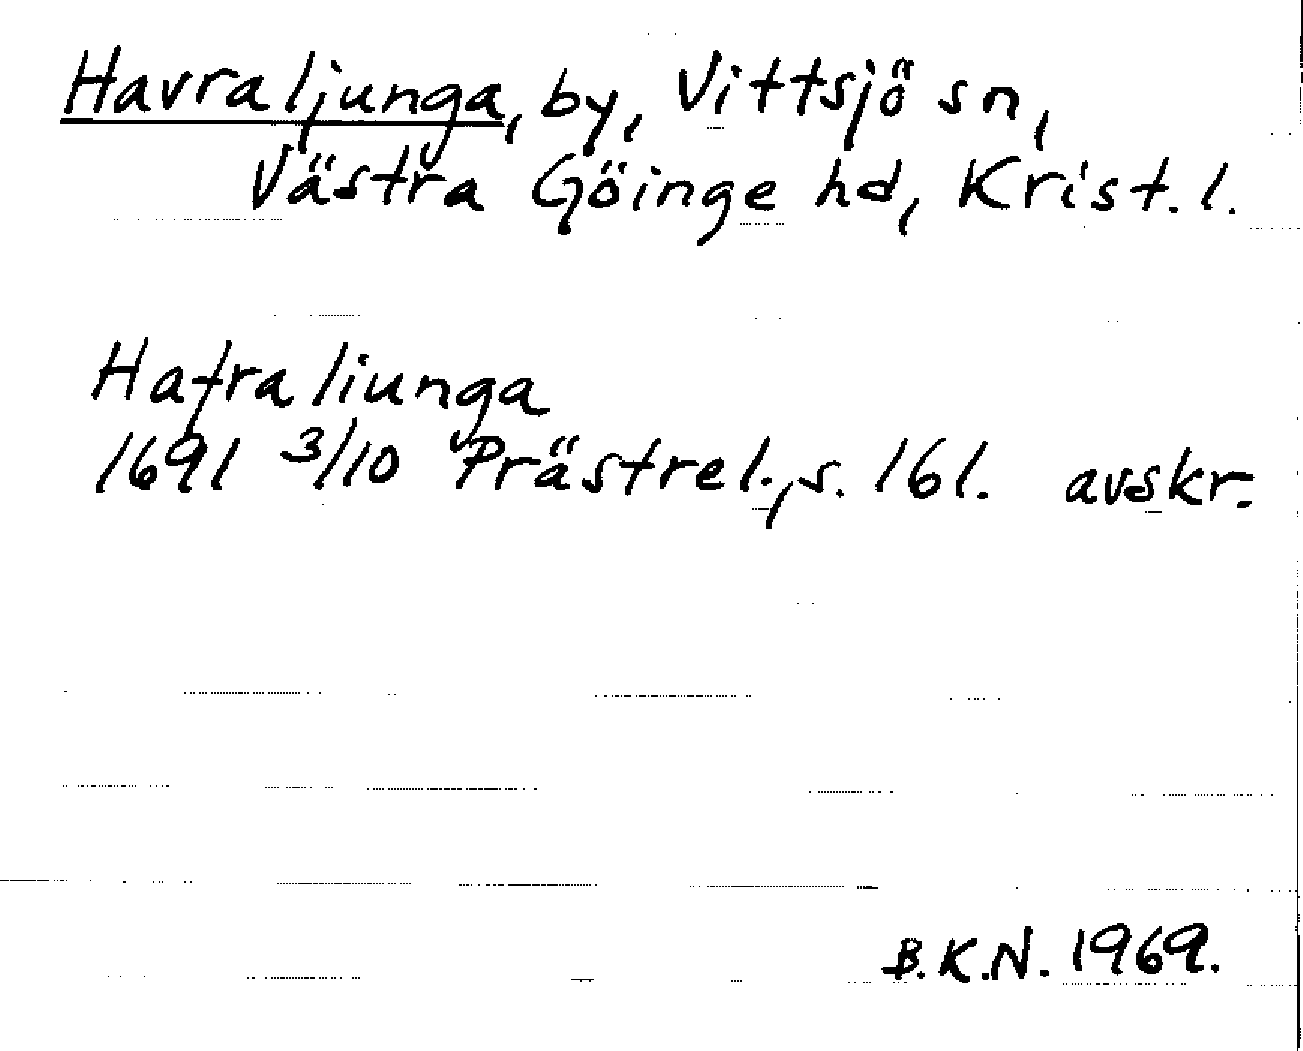 Havraljunga, by, Vittsjö sn,
Västra Göinge hd, Krist. l.
Hafraliunga
1691 3/10 Prästrel., s. 161. avskr.
B.K.N. 1969.